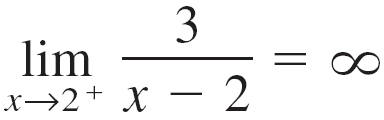 lim_{x→2⁺} 3/(x − 2) = ∞